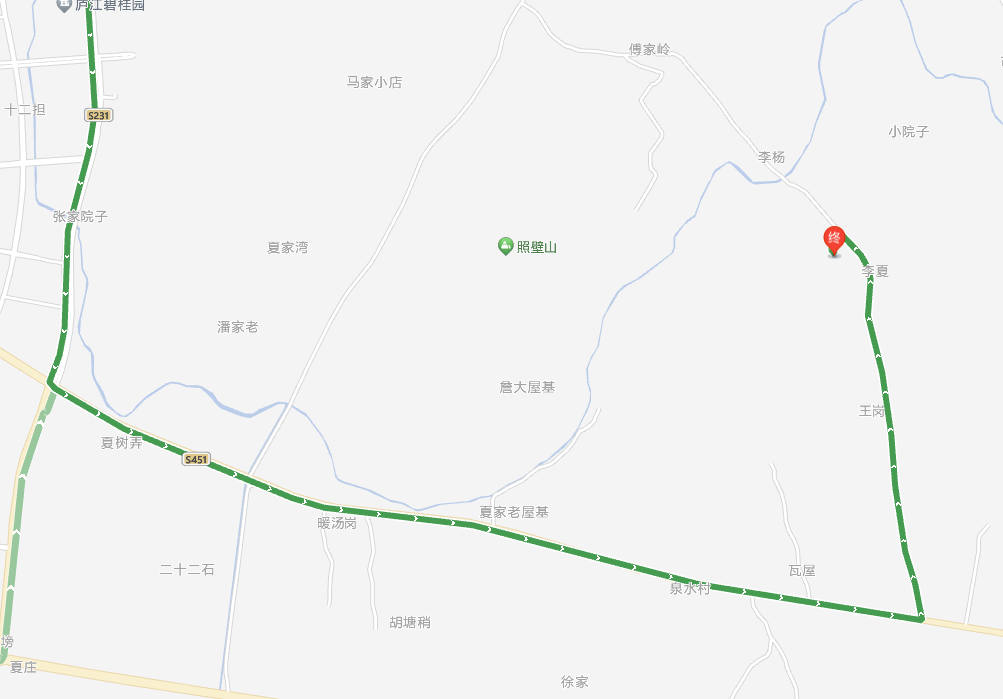 庐江碧桂园
傅家岭
马家小店
十二担
S231
小院子
李杨
张家院子
终
夏家湾
照壁山
李夏
潘家老
詹大屋基
王岗
夏树弄
S451
夏家老屋基
暖汤岗
二十二石
瓦屋
泉水村
胡塘稍
塝
夏庄
徐家